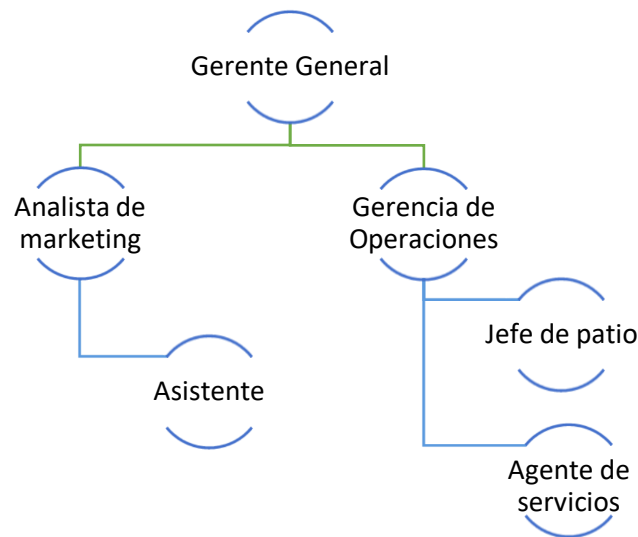 Gerente General
Analista de
marketing
Gerencia de
Operaciones
Jefe de patio
Asistente
Agente de
servicios